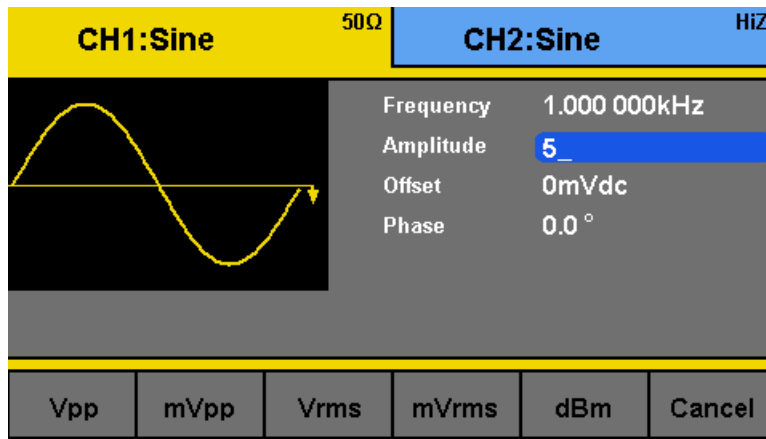 CH1:Sine 50Ω CH2:Sine HiZ
Frequency 1.000 000kHz
Amplitude 5_
Offset 0mVdc
Phase 0.0 °
Vpp mVpp Vrms mVrms dBm Cancel